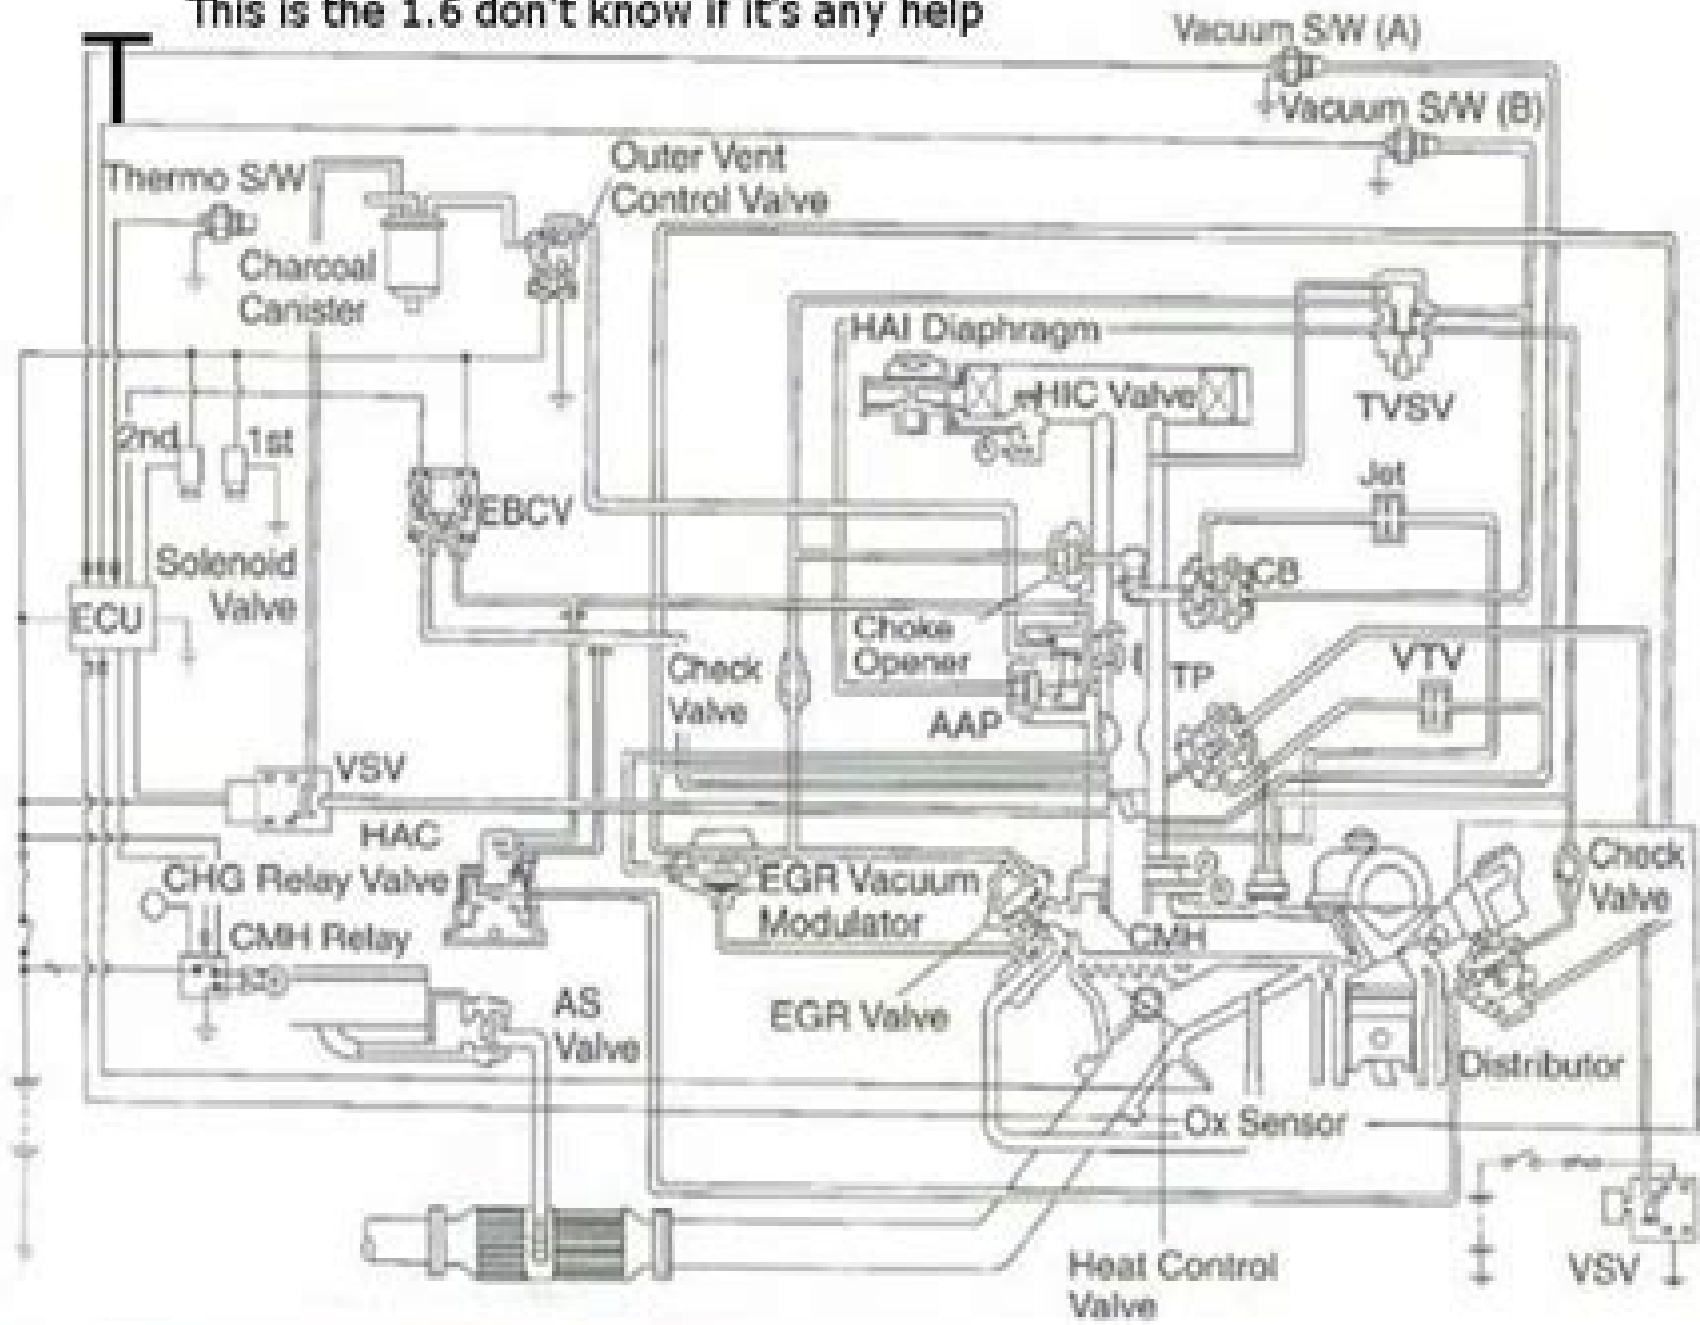 This is the 1.6 don't know if it's any help
Vacuum S/W (A)
Vacuum S/W (B)
Outer Vent
Control Valve
Thermo S/W
Charcoal
Canister
HAI Diaphragm
HIC Valve
TVSV
2nd
1st
Jet
EBCV
Solenoid
Valve
CB
ECU
Choke
Opener
Check
Valve
TP
VTV
AAP
VSV
HAC
CHG Relay Valve
EGR Vacuum
Modulator
Check
Valve
CMH Relay
CMH
AS
Valve
EGR Valve
Distributor
Ox Sensor
Heat Control
Valve
VSV